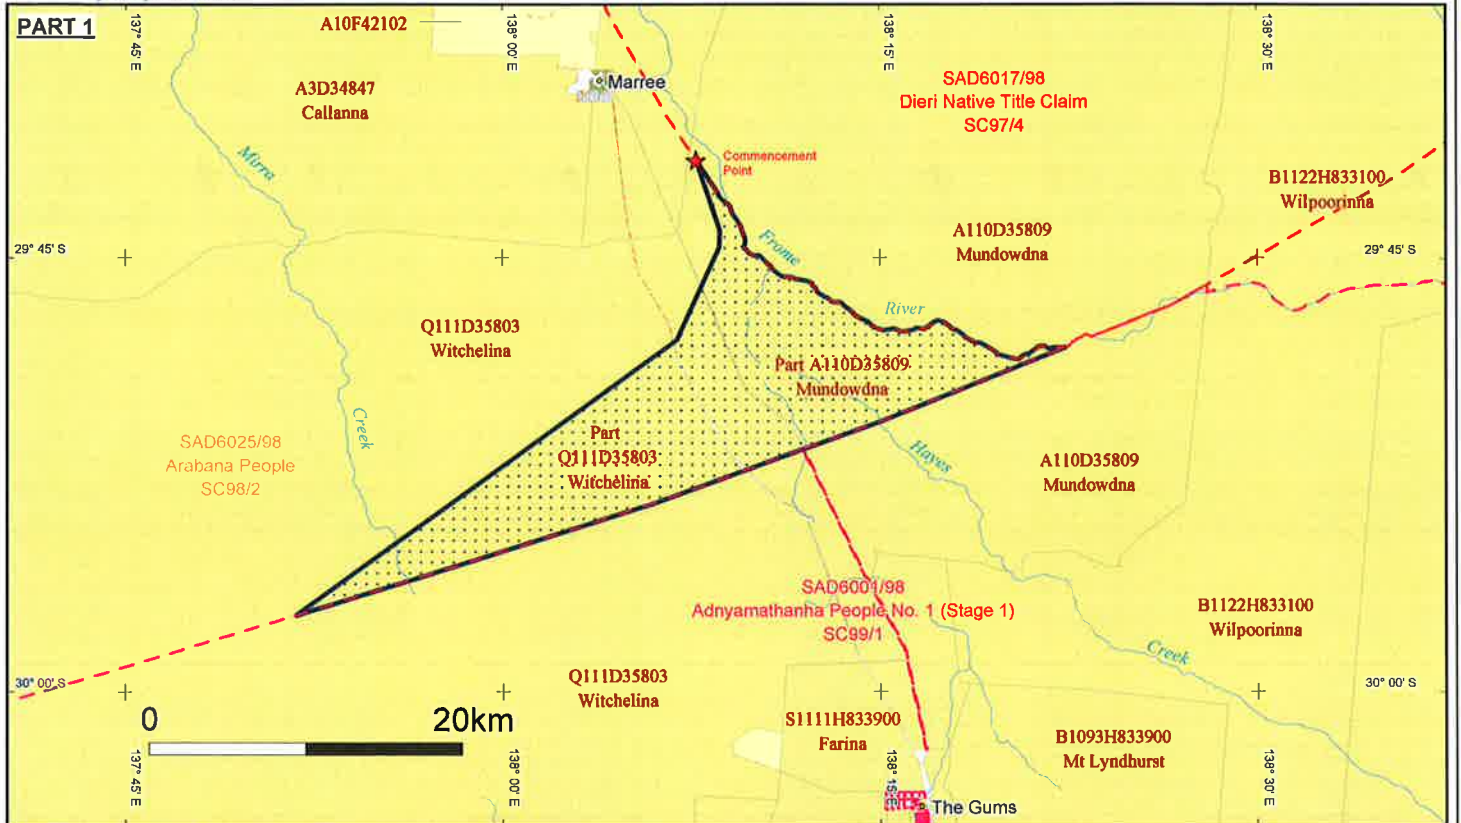 PART 1
A10F42102
137° 45' E
138° 00' E
138° 15' E
138° 30' E
A3D34847
Callanna
Marree
SAD6017/98
Dieri Native Title Claim
SC97/4
Mirra
Commencement
Point
B1122H833100
Wilpoorinna
A110D35809
Mundowdna
Frome
29° 45' S
29° 45' S
River
Q111D35803
Witchelina
Part A110D35809
Mundowdna
Creek
SAD6025/98
Arabana People
SC98/2
Part
Q111D35803
Witchelina
Hayes
A110D35809
Mundowdna
SAD6001/98
Adnyamathanha People No. 1 (Stage 1)
SC99/1
B1122H833100
Wilpoorinna
Creek
30° 00' S
30° 00' S
Q111D35803
Witchelina
0
20km
S1111H833900
Farina
B1093H833900
Mt Lyndhurst
137° 45' E
138° 00' E
138° 15' E
138° 30' E
The Gums